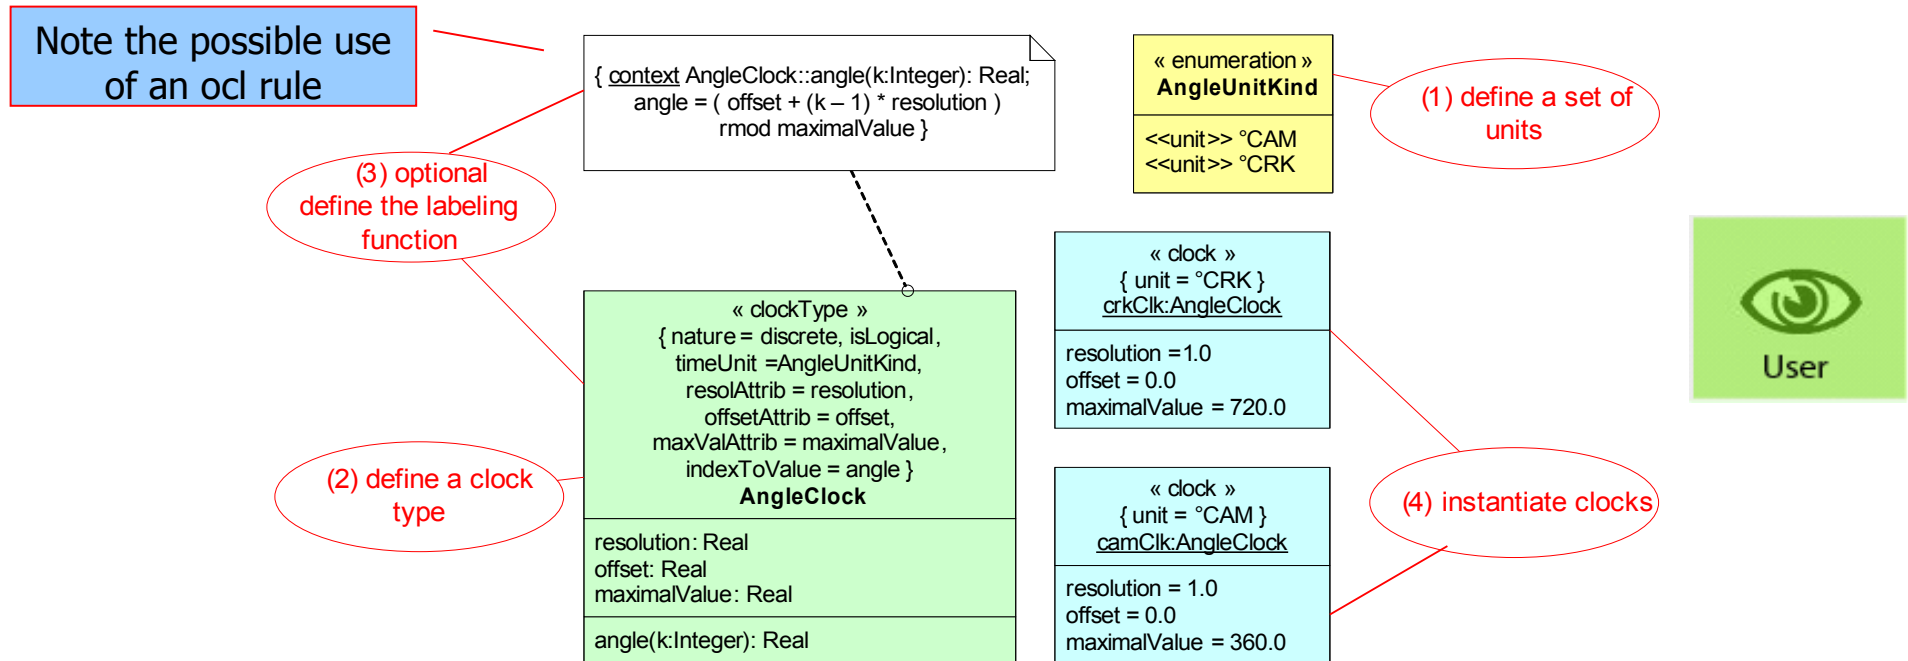 Note the possible use
of an ocl rule
{ context AngleClock::angle(k:Integer): Real;
angle = ( offset + (k – 1) * resolution )
rmod maximalValue }
« enumeration »
AngleUnitKind
<<unit>> °CAM
<<unit>> °CRK
(1) define a set of
units
(3) optional
define the labeling
function
« clockType »
{ nature = discrete, isLogical,
timeUnit =AngleUnitKind,
resolAttrib = resolution,
offsetAttrib = offset,
maxValAttrib = maximalValue,
indexToValue = angle }
AngleClock
resolution: Real
offset: Real
maximalValue: Real
angle(k:Integer): Real
(2) define a clock
type
« clock »
{ unit = °CRK }
crkClk:AngleClock
resolution =1.0
offset = 0.0
maximalValue = 720.0
« clock »
{ unit = °CAM }
camClk:AngleClock
resolution = 1.0
offset = 0.0
maximalValue = 360.0
(4) instantiate clocks
User